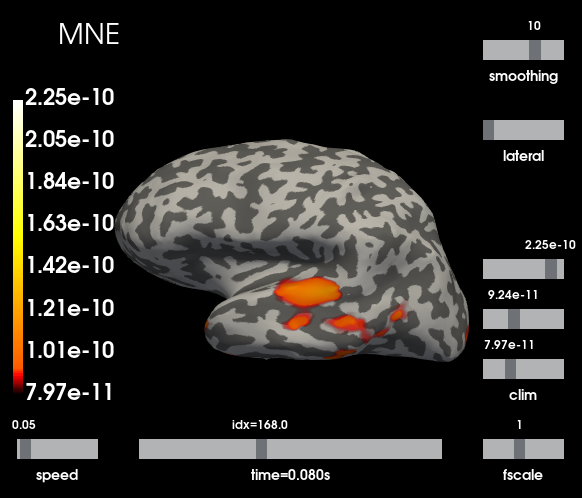 MNE
10
smoothing
lateral
2.25e-10
2.05e-10
1.84e-10
1.63e-10
1.42e-10
1.21e-10
1.01e-10
7.97e-11
2.25e-10
9.24e-11
7.97e-11
clim
0.05
speed
idx=168.0
time=0.080s
1
fscale